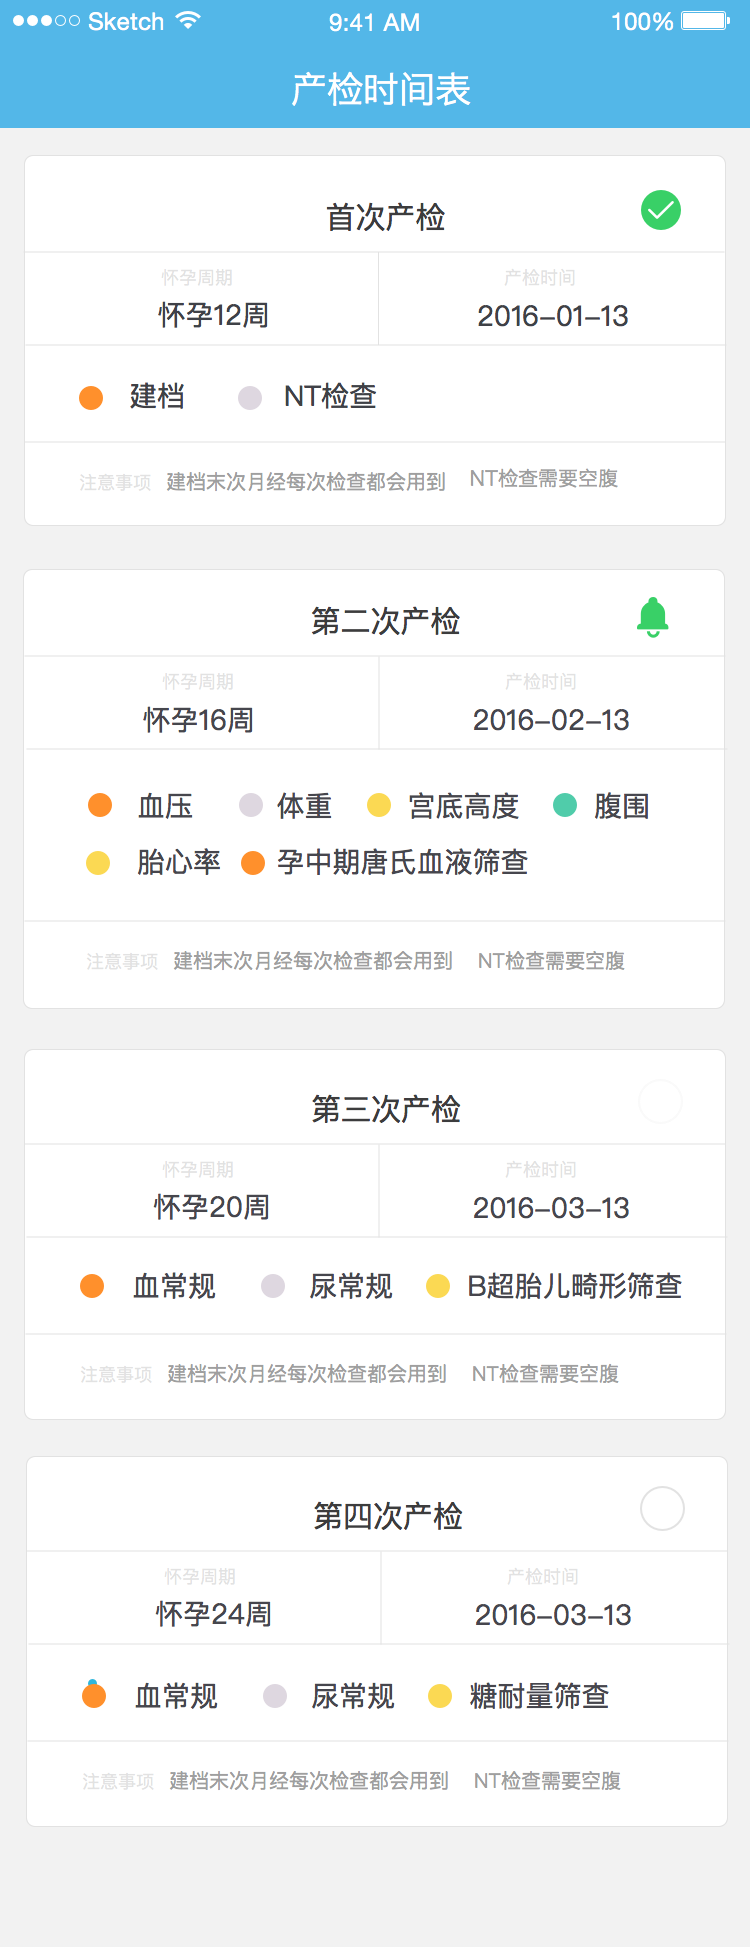 Sketch 9:41 AM 100%
产检时间表
首次产检
怀孕周期 产检时间
怀孕12周 2016-01-13
建档 NT检查
注意事项 建档末次月经每次检查都会用到 NT检查需要空腹
第二次产检
怀孕周期 产检时间
怀孕16周 2016-02-13
血压 体重 宫底高度 腹围
胎心率 孕中期唐氏血液筛查
注意事项 建档末次月经每次检查都会用到 NT检查需要空腹
第三次产检
怀孕周期 产检时间
怀孕20周 2016-03-13
血常规 尿常规 B超胎儿畸形筛查
注意事项 建档末次月经每次检查都会用到 NT检查需要空腹
第四次产检
怀孕周期 产检时间
怀孕24周 2016-03-13
血常规 尿常规 糖耐量筛查
注意事项 建档末次月经每次检查都会用到 NT检查需要空腹